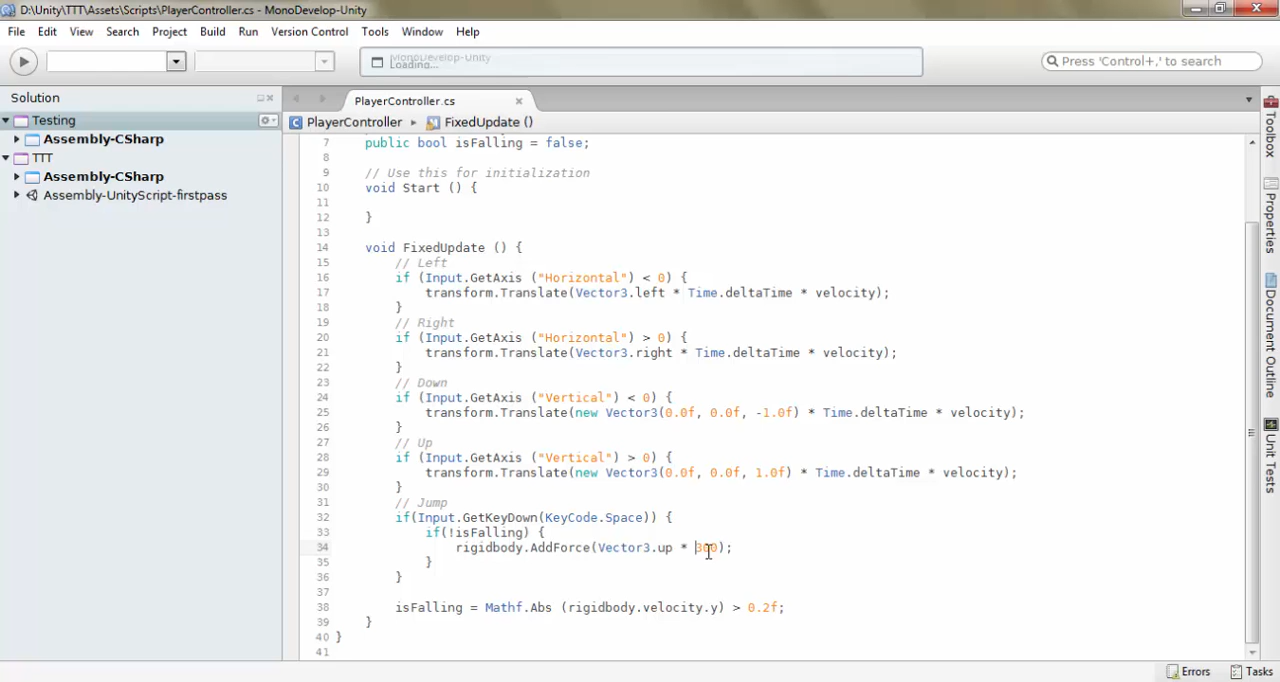 D:\Unity\TTT\Assets\Scripts\PlayerController.cs - MonoDevelop-Unity
File Edit View Search Project Build Run Version Control Tools Window Help
MonoDevelop-Unity
Loading...
Press 'Control+,' to search
Solution
PlayerController.cs
Testing
PlayerController ▸ FixedUpdate ()
Assembly-CSharp
TTT
Assembly-CSharp
Assembly-UnityScript-firstpass
7 public bool isFalling = false;
8
9 // Use this for initialization
10 void Start () {
11
12 }
13
14 void FixedUpdate () {
15 // Left
16 if (Input.GetAxis ("Horizontal") < 0) {
17 transform.Translate(Vector3.left * Time.deltaTime * velocity);
18 }
19 // Right
20 if (Input.GetAxis ("Horizontal") > 0) {
21 transform.Translate(Vector3.right * Time.deltaTime * velocity);
22 }
23 // Down
24 if (Input.GetAxis ("Vertical") < 0) {
25 transform.Translate(new Vector3(0.0f, 0.0f, -1.0f) * Time.deltaTime * velocity);
26 }
27 // Up
28 if (Input.GetAxis ("Vertical") > 0) {
29 transform.Translate(new Vector3(0.0f, 0.0f, 1.0f) * Time.deltaTime * velocity);
30 }
31 // Jump
32 if(Input.GetKeyDown(KeyCode.Space)) {
33 if(!isFalling) {
34 rigidbody.AddForce(Vector3.up * 300);
35 }
36 }
37
38 isFalling = Mathf.Abs (rigidbody.velocity.y) > 0.2f;
39 }
40 }
41
Toolbox
Properties
Document Outline
Unit Tests
Errors Tasks